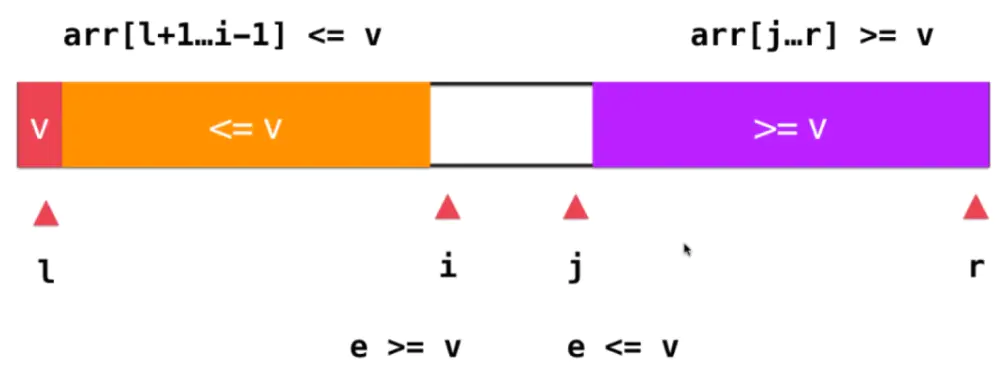 arr[l+1…i-1] <= v arr[j…r] >= v
v <= v >= v
l i j r
e >= v e <= v